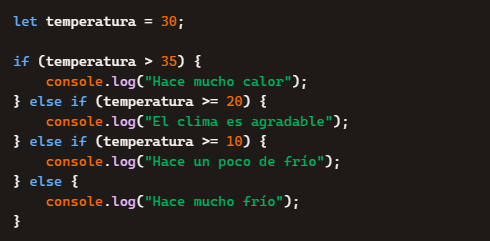 let temperatura = 30;

if (temperatura > 35) {
    console.log("Hace mucho calor");
} else if (temperatura >= 20) {
    console.log("El clima es agradable");
} else if (temperatura >= 10) {
    console.log("Hace un poco de frío");
} else {
    console.log("Hace mucho frío");
}